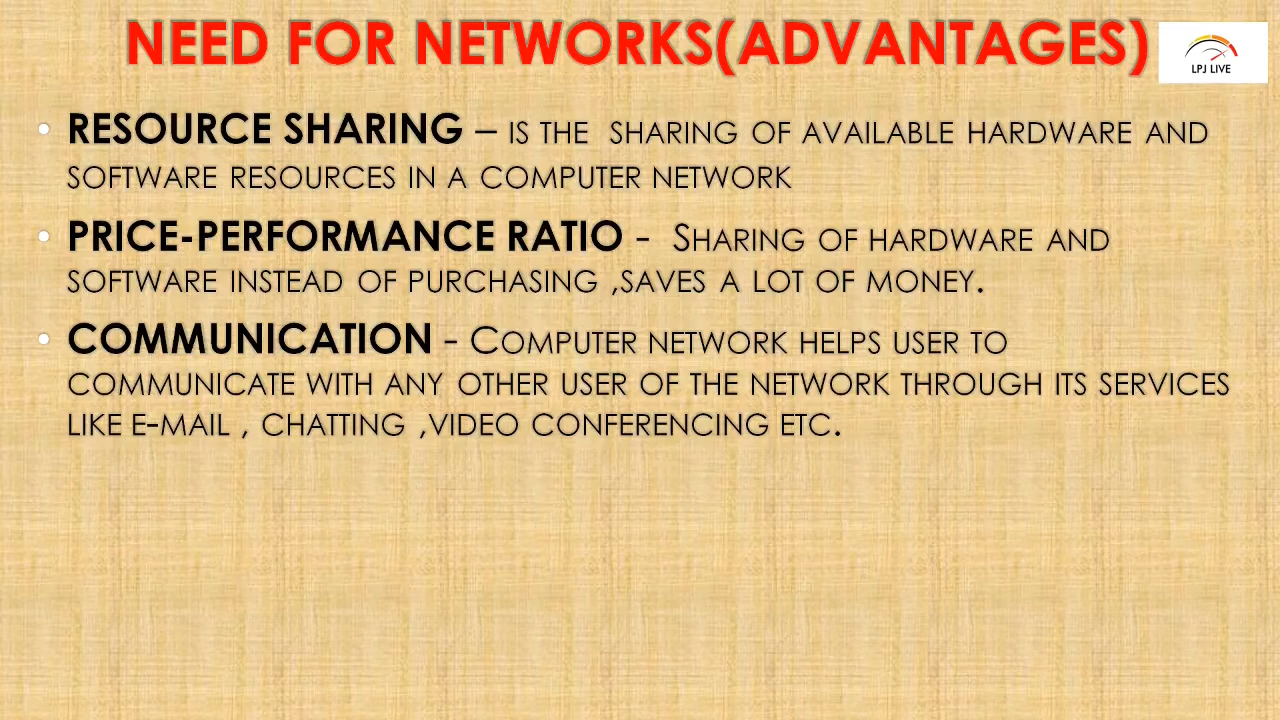 NEED FOR NETWORKS(ADVANTAGES)
LPJ LIVE
• RESOURCE SHARING – IS THE SHARING OF AVAILABLE HARDWARE AND
SOFTWARE RESOURCES IN A COMPUTER NETWORK
• PRICE-PERFORMANCE RATIO - SHARING OF HARDWARE AND
SOFTWARE INSTEAD OF PURCHASING ,SAVES A LOT OF MONEY.
• COMMUNICATION - COMPUTER NETWORK HELPS USER TO
COMMUNICATE WITH ANY OTHER USER OF THE NETWORK THROUGH ITS SERVICES
LIKE E-MAIL , CHATTING ,VIDEO CONFERENCING ETC.